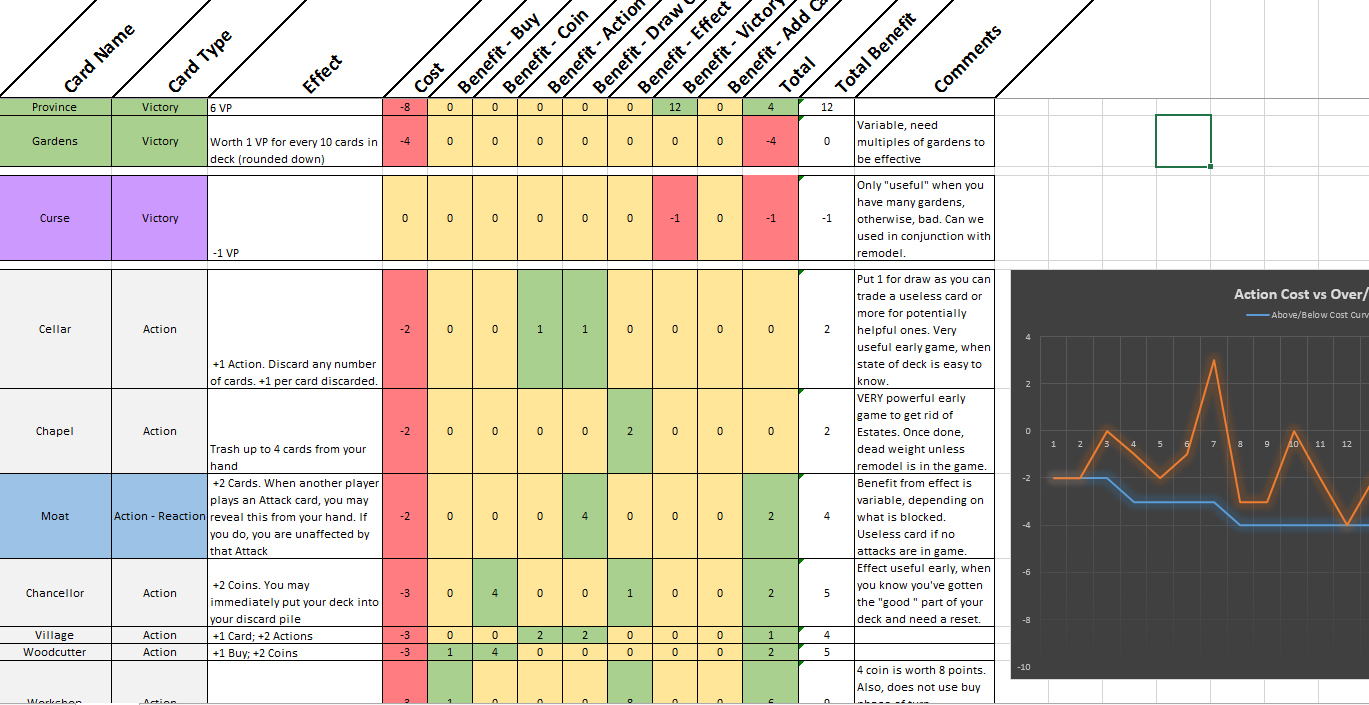 Card Name Card Type Effect Cost Benefit - Buy Benefit - Coin Benefit - Action Benefit - Draw Benefit - Effect Benefit - Victory Benefit - Add Total Total Benefit Comments
Province Victory 6 VP -8 0 0 0 0 0 12 0 4 12
Gardens Victory Worth 1 VP for every 10 cards in
deck (rounded down) -4 0 0 0 0 0 0 0 -4 0 Variable, need
multiples of gardens to
be effective
Curse Victory -1 VP 0 0 0 0 0 0 -1 0 -1 -1 Only "useful" when you
have many gardens,
otherwise, bad. Can we
used in conjunction with
remodel.
Cellar Action +1 Action. Discard any number
of cards. +1 per card discarded. -2 0 0 1 1 0 0 0 0 2 Put 1 for draw as you can
trade a useless card or
more for potentially
helpful ones. Very
useful early game, when
state of deck is easy to
know.
Chapel Action Trash up to 4 cards from your
hand -2 0 0 0 0 2 0 0 0 2 VERY powerful early
game to get rid of
Estates. Once done,
dead weight unless
remodel is in the game.
Moat Action - Reaction +2 Cards. When another player
plays an Attack card, you may
reveal this from your hand. If
you do, you are unaffected by
that Attack -2 0 0 0 4 0 0 0 2 4 Benefit from effect is
variable, depending on
what is blocked.
Useless card if no
attacks are in game.
Chancellor Action +2 Coins. You may
immediately put your deck into
your discard pile -3 0 4 0 0 1 0 0 2 5 Effect useful early, when
you know you've gotten
the "good " part of your
deck and need a reset.
Village Action +1 Card; +2 Actions -3 0 0 2 2 0 0 0 1 4
Woodcutter Action +1 Buy; +2 Coins -3 1 4 0 0 0 0 0 2 5
Workshop Action -3 1 0 0 0 8 0 0 6 4 coin is worth 8 points.
Also, does not use buy
phase of turn
Action Cost vs Over/
Above/Below Cost Curv
4
2
0
1 2 3 4 5 6 7 8 9 10 11 12
-2
-4
-6
-8
-10